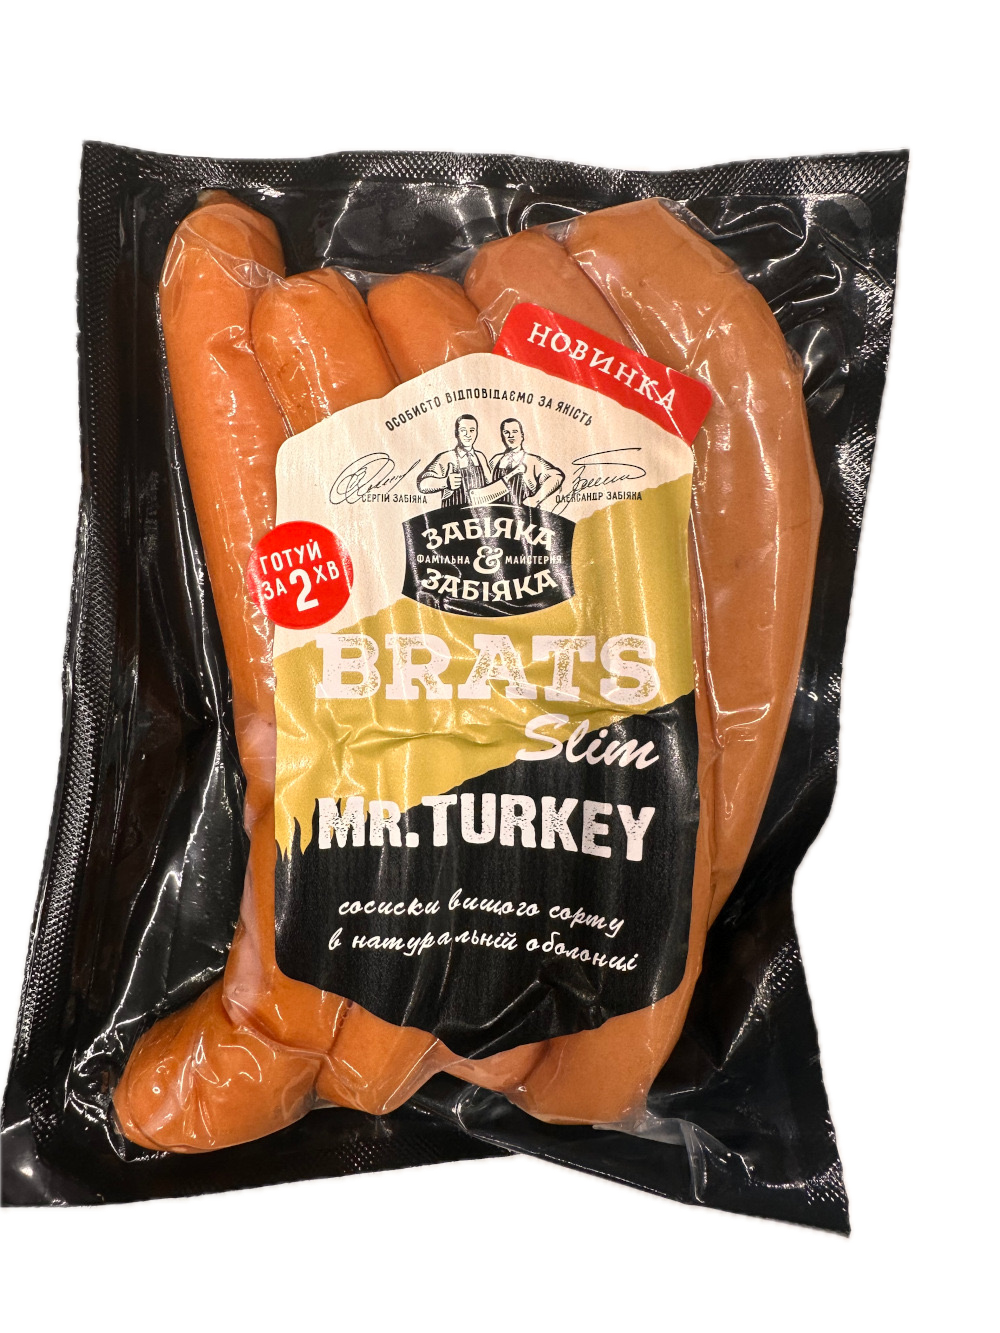 НОВИНКА
ОСОБИСТО ВІДПОВІДАЄМО ЗА ЯКІСТЬ
СЕРГІЙ ЗАБІЯКА
ОЛЕКСАНДР ЗАБІЯКА
ЗАБІЯКА
ФАМІЛЬНА & МАЙСТЕРНЯ
ЗАБІЯКА
ГОТУЙ
ЗА 2 ХВ
BRATS
Slim
MR.TURKEY
сосиски вищого сорту
в натуральній оболонці